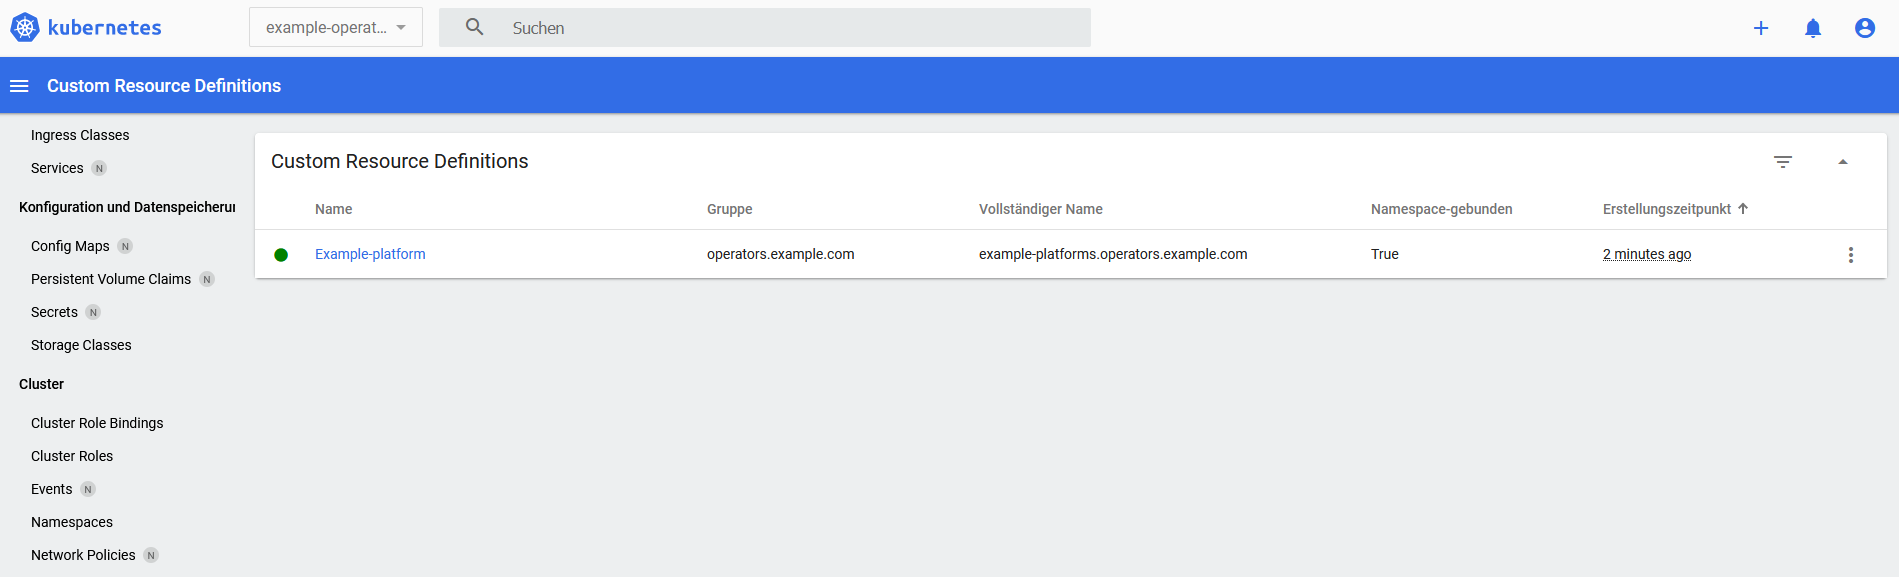 kubernetes
example-operat...
Suchen
Custom Resource Definitions
Ingress Classes
Services N
Konfiguration und Datenspeicheru
Config Maps N
Persistent Volume Claims N
Secrets N
Storage Classes
Cluster
Cluster Role Bindings
Cluster Roles
Events N
Namespaces
Network Policies N
Custom Resource Definitions
Name Gruppe Vollständiger Name Namespace-gebunden Erstellungszeitpunkt
Example-platform operators.example.com example-platforms.operators.example.com True 2 minutes ago